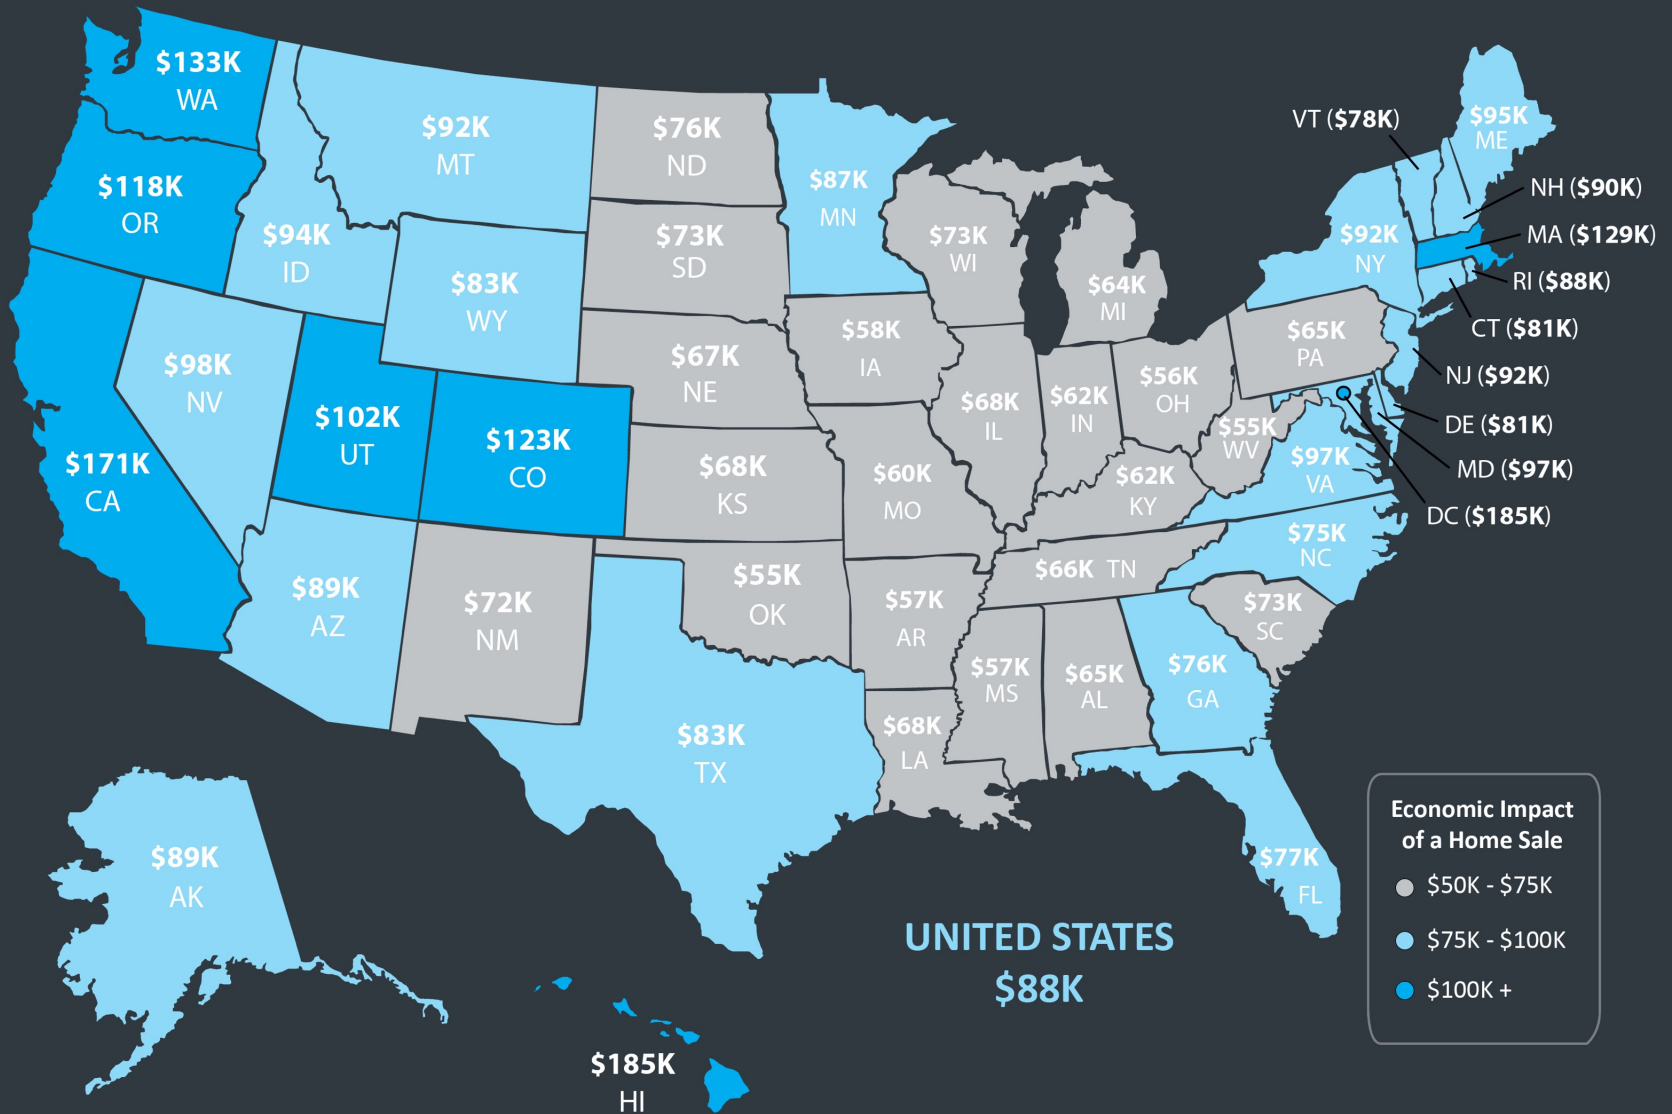 $133K
WA
$118K
OR
$171K
CA
$98K
NV
$94K
ID
$92K
MT
$83K
WY
$102K
UT
$123K
CO
$89K
AZ
$72K
NM
$76K
ND
$73K
SD
$67K
NE
$68K
KS
$55K
OK
$83K
TX
$87K
MN
$58K
IA
$60K
MO
$57K
AR
$68K
LA
$73K
WI
$68K
IL
$64K
MI
$62K
IN
$56K
OH
$62K
KY
$66K TN
$57K
MS
$65K
AL
$76K
GA
$77K
FL
$73K
SC
$75K
NC
$97K
VA
$55K
WV
$65K
PA
$92K
NY
$95K
ME
VT ($78K)
NH ($90K)
MA ($129K)
RI ($88K)
CT ($81K)
NJ ($92K)
DE ($81K)
MD ($97K)
DC ($185K)
$89K
AK
$185K
HI
UNITED STATES
$88K
Economic Impact
of a Home Sale
$50K - $75K
$75K - $100K
$100K +